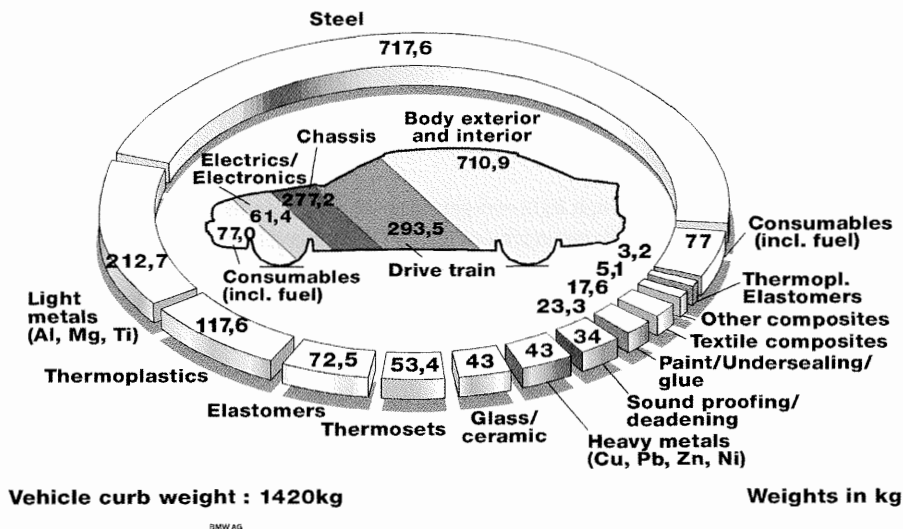 Steel
717,6
Chassis
Body exterior
and interior
710,9
Electrics/
Electronics
277,2
61,4
77,0
293,5
Consumables
(incl. fuel)
Drive train
212,7
Light
metals
(Al, Mg, Ti)
117,6
Thermoplastics
72,5
Elastomers
53,4
Thermosets
43
Glass/
ceramic
43
Heavy metals
(Cu, Pb, Zn, Ni)
34
Sound proofing/
deadening
23,3
Paint/Undersealing/
glue
17,6
Textile composites
5,1
Other composites
3,2
Thermopl.
Elastomers
77
Consumables
(incl. fuel)
Vehicle curb weight : 1420kg
Weights in kg
BMW AG